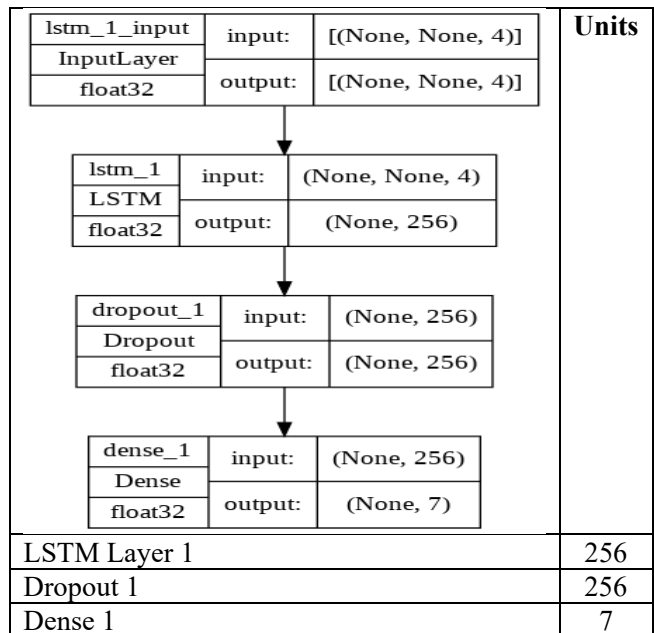 Units
lstm_1_input
InputLayer
float32
input:
[(None, None, 4)]
output:
[(None, None, 4)]
lstm_1
LSTM
float32
input:
(None, None, 4)
output:
(None, 256)
dropout_1
Dropout
float32
input:
(None, 256)
output:
(None, 256)
dense_1
Dense
float32
input:
(None, 256)
output:
(None, 7)
LSTM Layer 1 256
Dropout 1 256
Dense 1 7